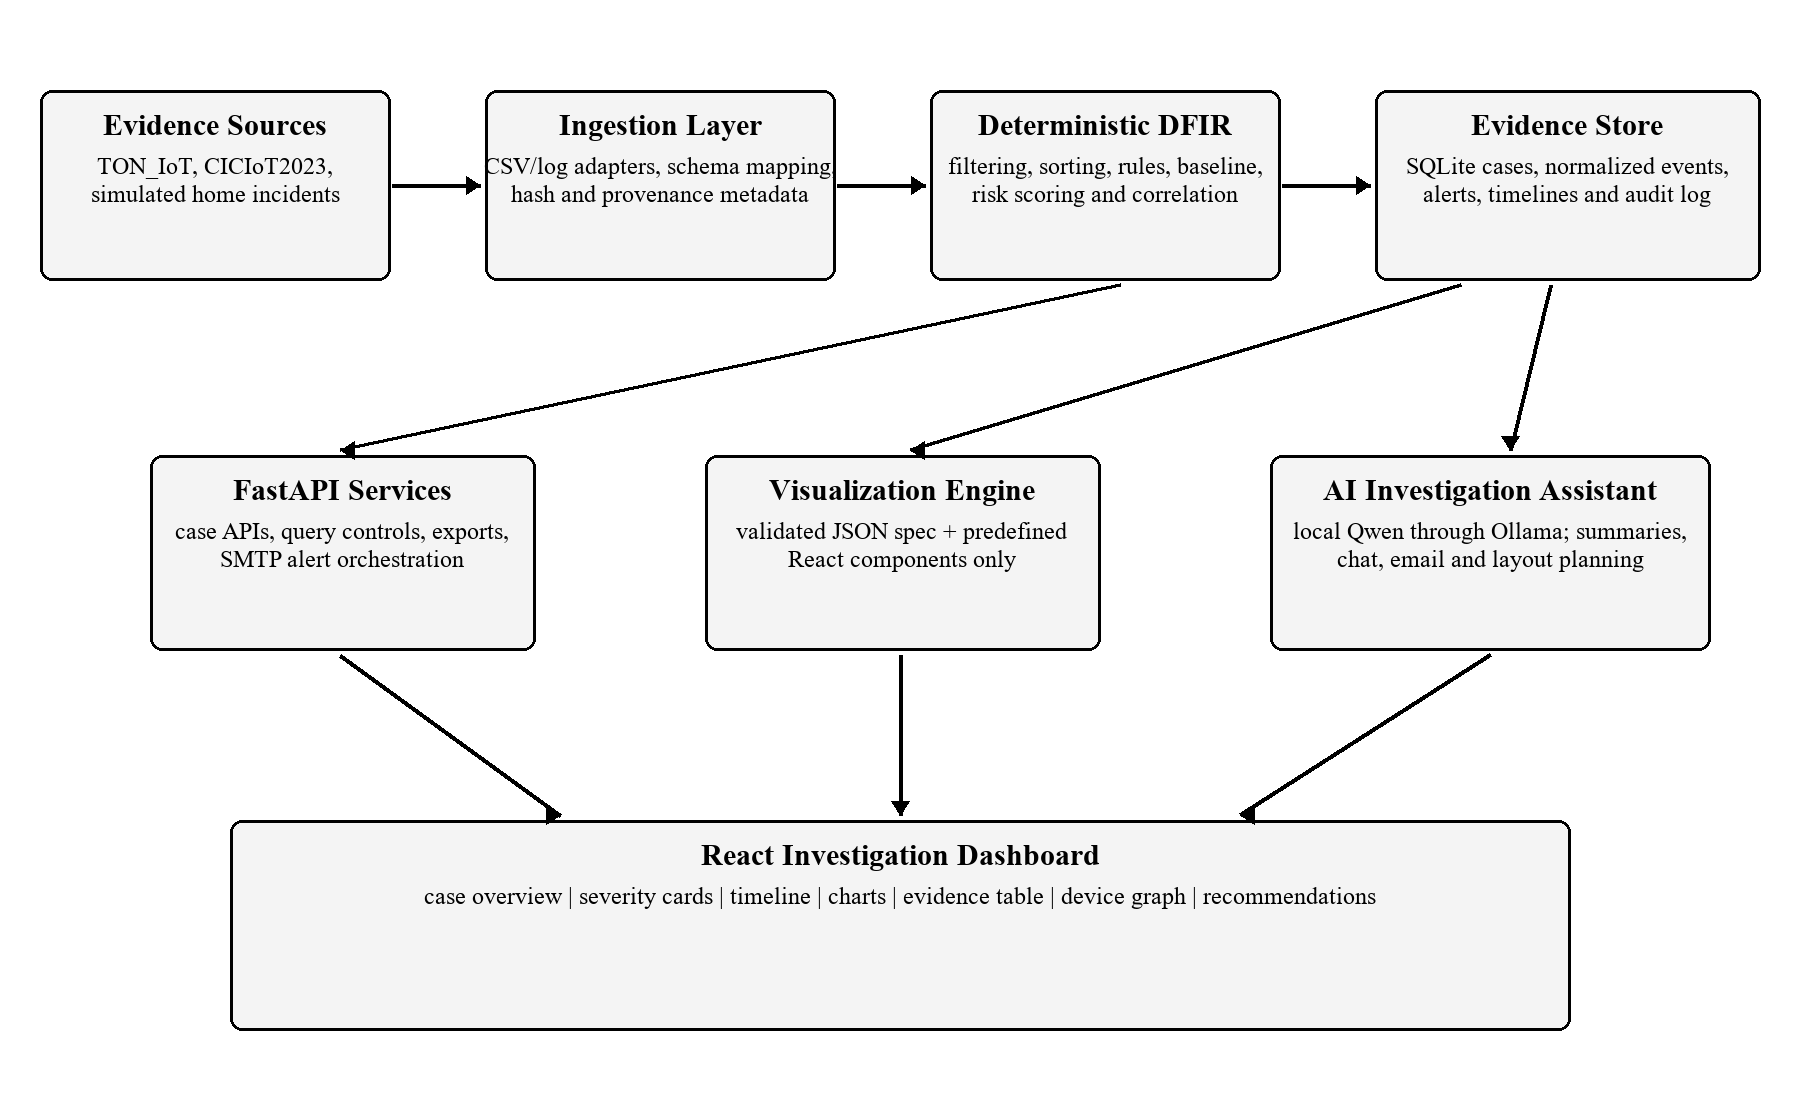 Evidence Sources
TON_IoT, CICIoT2023,
simulated home incidents
Ingestion Layer
CSV/log adapters, schema mapping,
hash and provenance metadata
Deterministic DFIR
filtering, sorting, rules, baseline,
risk scoring and correlation
Evidence Store
SQLite cases, normalized events,
alerts, timelines and audit log
FastAPI Services
case APIs, query controls, exports,
SMTP alert orchestration
Visualization Engine
validated JSON spec + predefined
React components only
AI Investigation Assistant
local Qwen through Ollama; summaries,
chat, email and layout planning
React Investigation Dashboard
case overview | severity cards | timeline | charts | evidence table | device graph | recommendations